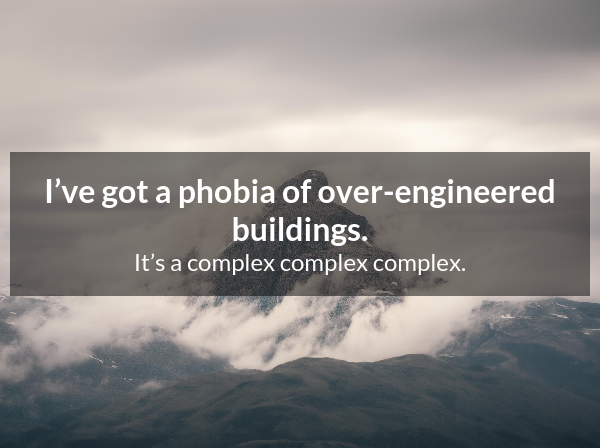 I’ve got a phobia of over-engineered
buildings.
It’s a complex complex complex.